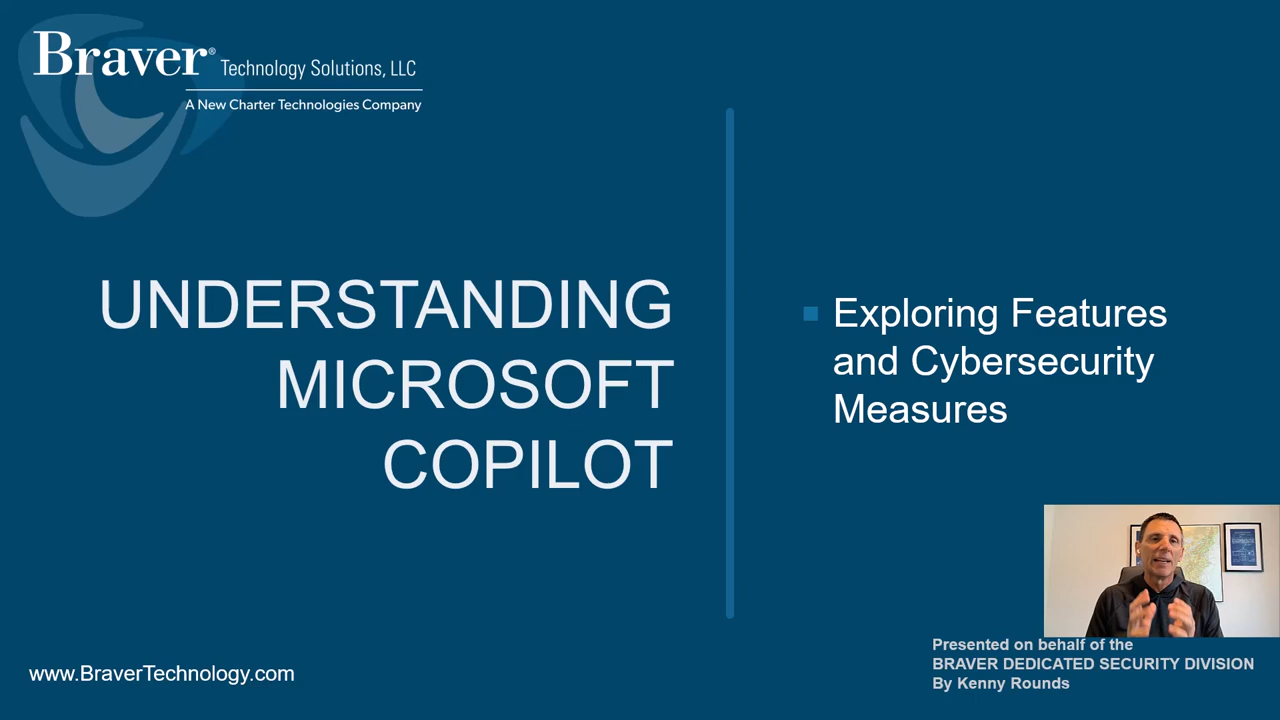 Braver® Technology Solutions, LLC
A New Charter Technologies Company
UNDERSTANDING
MICROSOFT
COPILOT
Exploring Features
and Cybersecurity
Measures
www.BraverTechnology.com
Presented on behalf of the
BRAVER DEDICATED SECURITY DIVISION
By Kenny Rounds